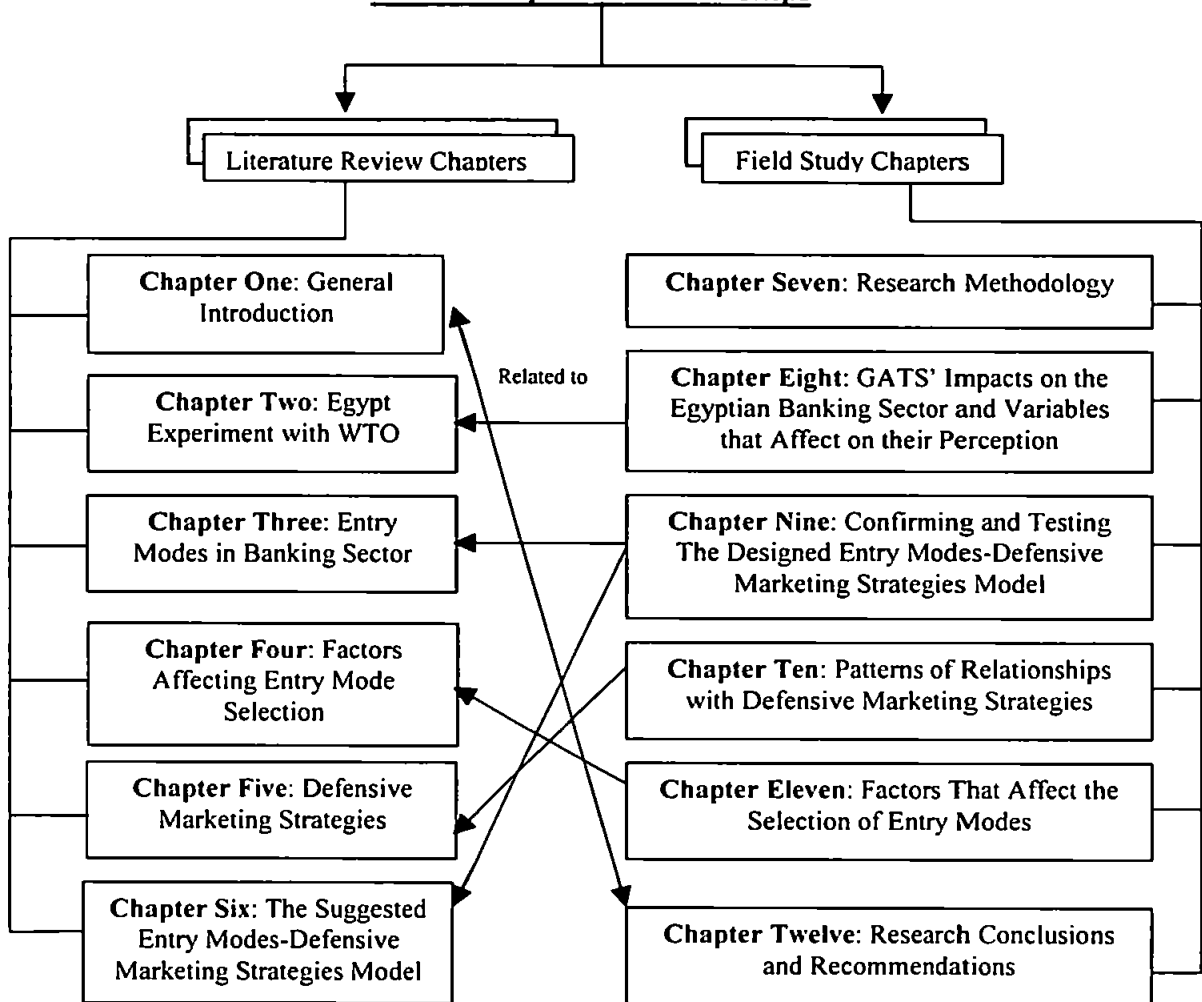 Literature Review Chapters
Field Study Chapters
Chapter One: General
Introduction
Chapter Two: Egypt
Experiment with WTO
Chapter Three: Entry
Modes in Banking Sector
Chapter Four: Factors
Affecting Entry Mode
Selection
Chapter Five: Defensive
Marketing Strategies
Chapter Six: The Suggested
Entry Modes-Defensive
Marketing Strategies Model
Related to
Chapter Seven: Research Methodology
Chapter Eight: GATS' Impacts on the
Egyptian Banking Sector and Variables
that Affect on their Perception
Chapter Nine: Confirming and Testing
The Designed Entry Modes-Defensive
Marketing Strategies Model
Chapter Ten: Patterns of Relationships
with Defensive Marketing Strategies
Chapter Eleven: Factors That Affect the
Selection of Entry Modes
Chapter Twelve: Research Conclusions
and Recommendations